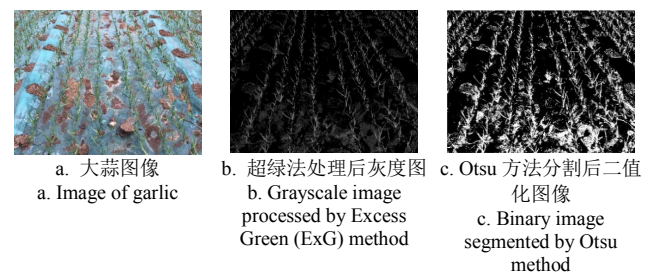 a. 大蒜图像
a. Image of garlic
b. 超绿法处理后灰度图
b. Grayscale image
processed by Excess
Green (ExG) method
c. Otsu 方法分割后二值
化图像
c. Binary image
segmented by Otsu
method